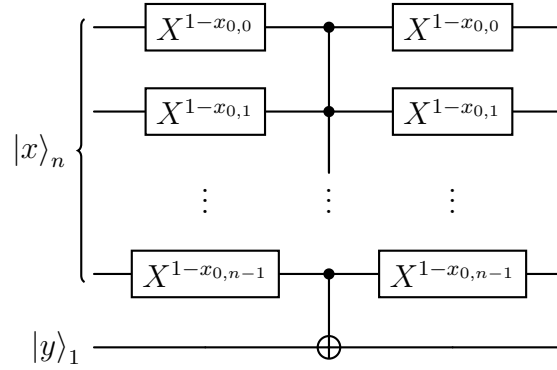 X^{1-x_{0,0}} X^{1-x_{0,0}}
X^{1-x_{0,1}} X^{1-x_{0,1}}
|x⟩_n
⋮ ⋮ ⋮
X^{1-x_{0,n-1}} X^{1-x_{0,n-1}}
|y⟩_1